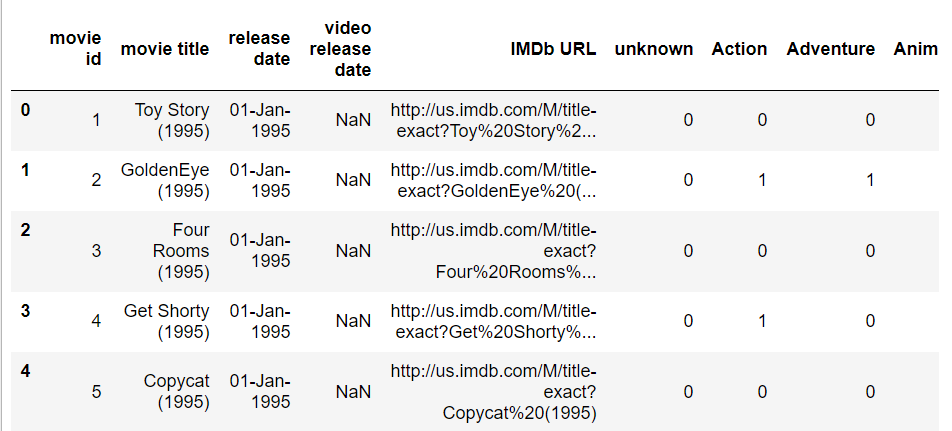 movie id movie title release date video release date IMDb URL unknown Action Adventure Anim
0 1 Toy Story (1995) 01-Jan-1995 NaN http://us.imdb.com/M/title-exact?Toy%20Story%2... 0 0 0
1 2 GoldenEye (1995) 01-Jan-1995 NaN http://us.imdb.com/M/title-exact?GoldenEye%20(... 0 1 1
2 3 Four Rooms (1995) 01-Jan-1995 NaN http://us.imdb.com/M/title-exact?Four%20Rooms%... 0 0 0
3 4 Get Shorty (1995) 01-Jan-1995 NaN http://us.imdb.com/M/title-exact?Get%20Shorty%... 0 1 0
4 5 Copycat (1995) 01-Jan-1995 NaN http://us.imdb.com/M/title-exact?Copycat%20(1995) 0 0 0